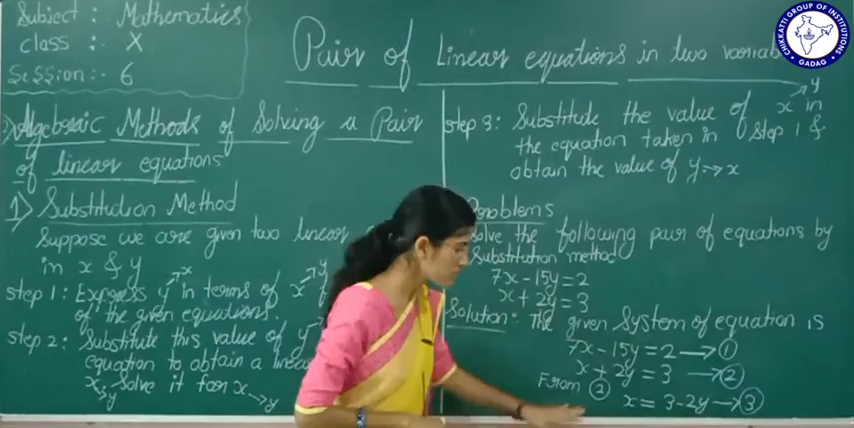 Subject :- Mathematics
Class :- X
Session :- 6
Pair of Linear equations in two variab
CHIKKATTI GROUP OF INSTITUTIONS
GADAG
Algebraic Methods of Solving a Pair
of linear equations
1) Substitution Method
Suppose we are given two linear
in x & y
step 1: Express y → x in terms of x → y
of the given equations.
step 2: Substitute this value of y
equation to obtain a linea
x → y. Solve it for x → y
step 3: Substitute the value of x → y in
the equation taken in Step 1 &
obtain the value of y → x
Problems
Solve the following pair of equations by
Substitution method
7x - 15y = 2
x + 2y = 3
Solution: The given System of equation is
7x - 15y = 2 → ①
x + 2y = 3 → ②
From ②
x = 3 - 2y → ③